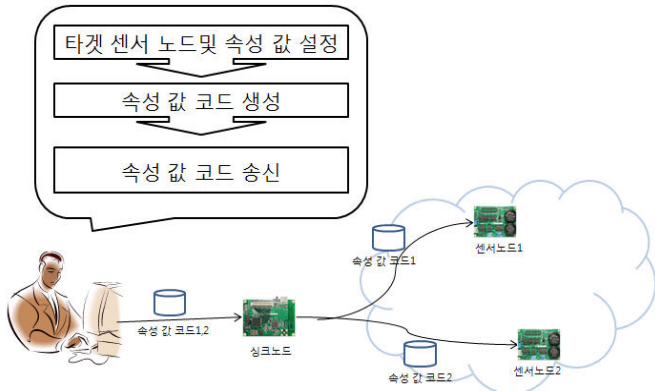 타겟 센서 노드및 속성 값 설정
속성 값 코드 생성
속성 값 코드 송신
센서노드1
속성 값 코드1
속성 값 코드1,2
싱크노드
센서노드2
속성 값 코드2